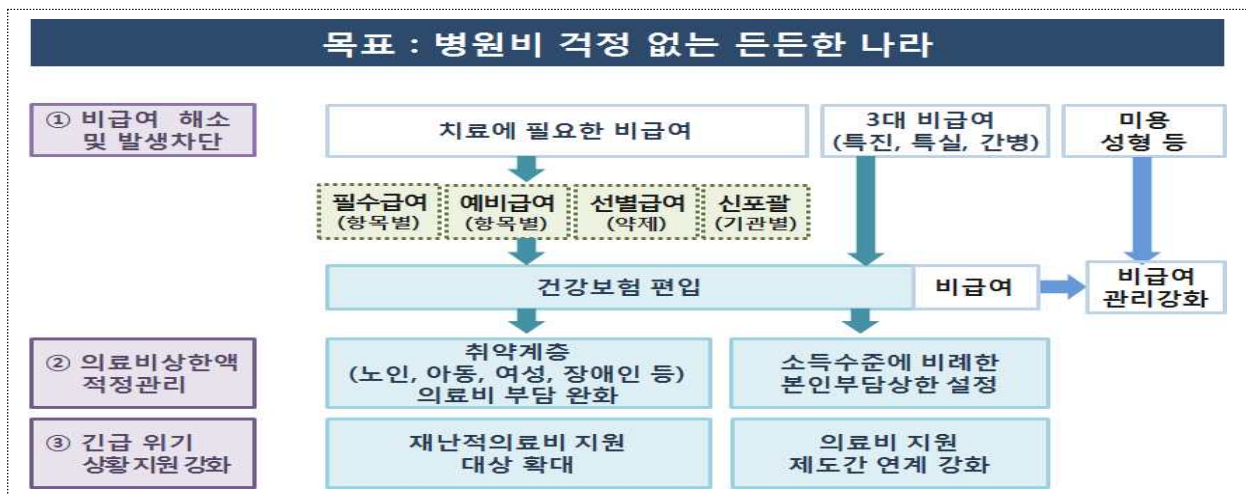 목표 : 병원비 걱정 없는 든든한 나라
① 비급여 해소
및 발생차단
치료에 필요한 비급여
3대 비급여
(특진, 특실, 간병)
미용
성형 등
필수급여
(항목별)
예비급여
(항목별)
선별급여
(약제)
신포괄
(기관별)
건강보험 편입
비급여
비급여
관리강화
② 의료비상한액
적정관리
취약계층
(노인, 아동, 여성, 장애인 등)
의료비 부담 완화
소득수준에 비례한
본인부담상한 설정
③ 긴급 위기
상황 지원 강화
재난적의료비 지원
대상 확대
의료비 지원
제도간 연계 강화